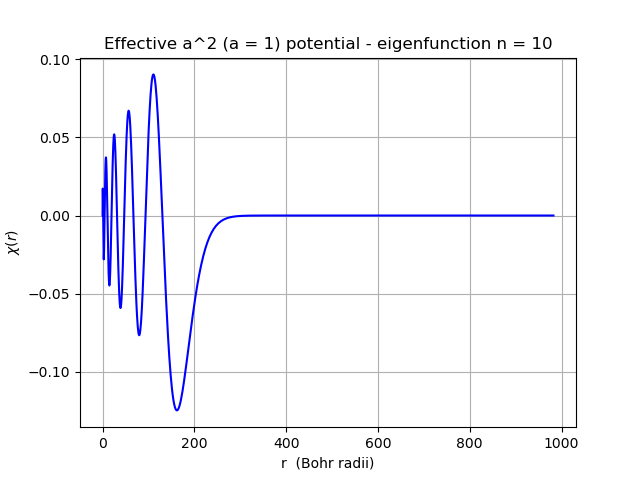 Effective a^2 (a = 1) potential - eigenfunction n = 10
0.10
0.05
0.00
−0.05
−0.10
χ(r)
0 200 400 600 800 1000
r (Bohr radii)